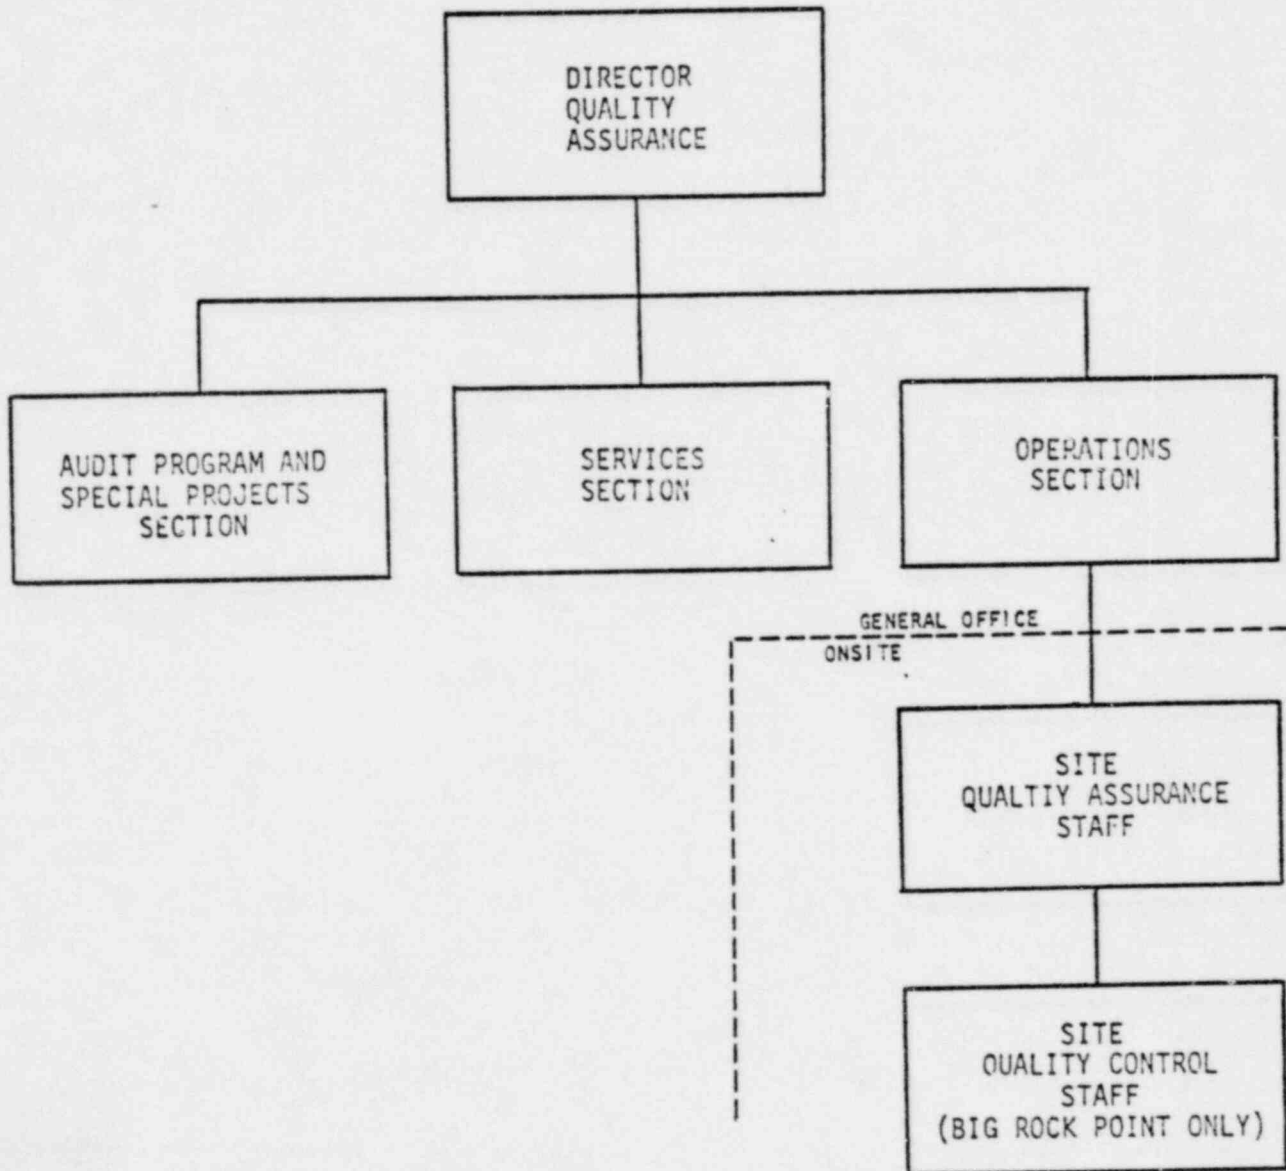 DIRECTOR
QUALITY
ASSURANCE
AUDIT PROGRAM AND
SPECIAL PROJECTS
SECTION
SERVICES
SECTION
OPERATIONS
SECTION
GENERAL OFFICE
ONSITE
SITE
QUALTIY ASSURANCE
STAFF
SITE
QUALITY CONTROL
STAFF
(BIG ROCK POINT ONLY)